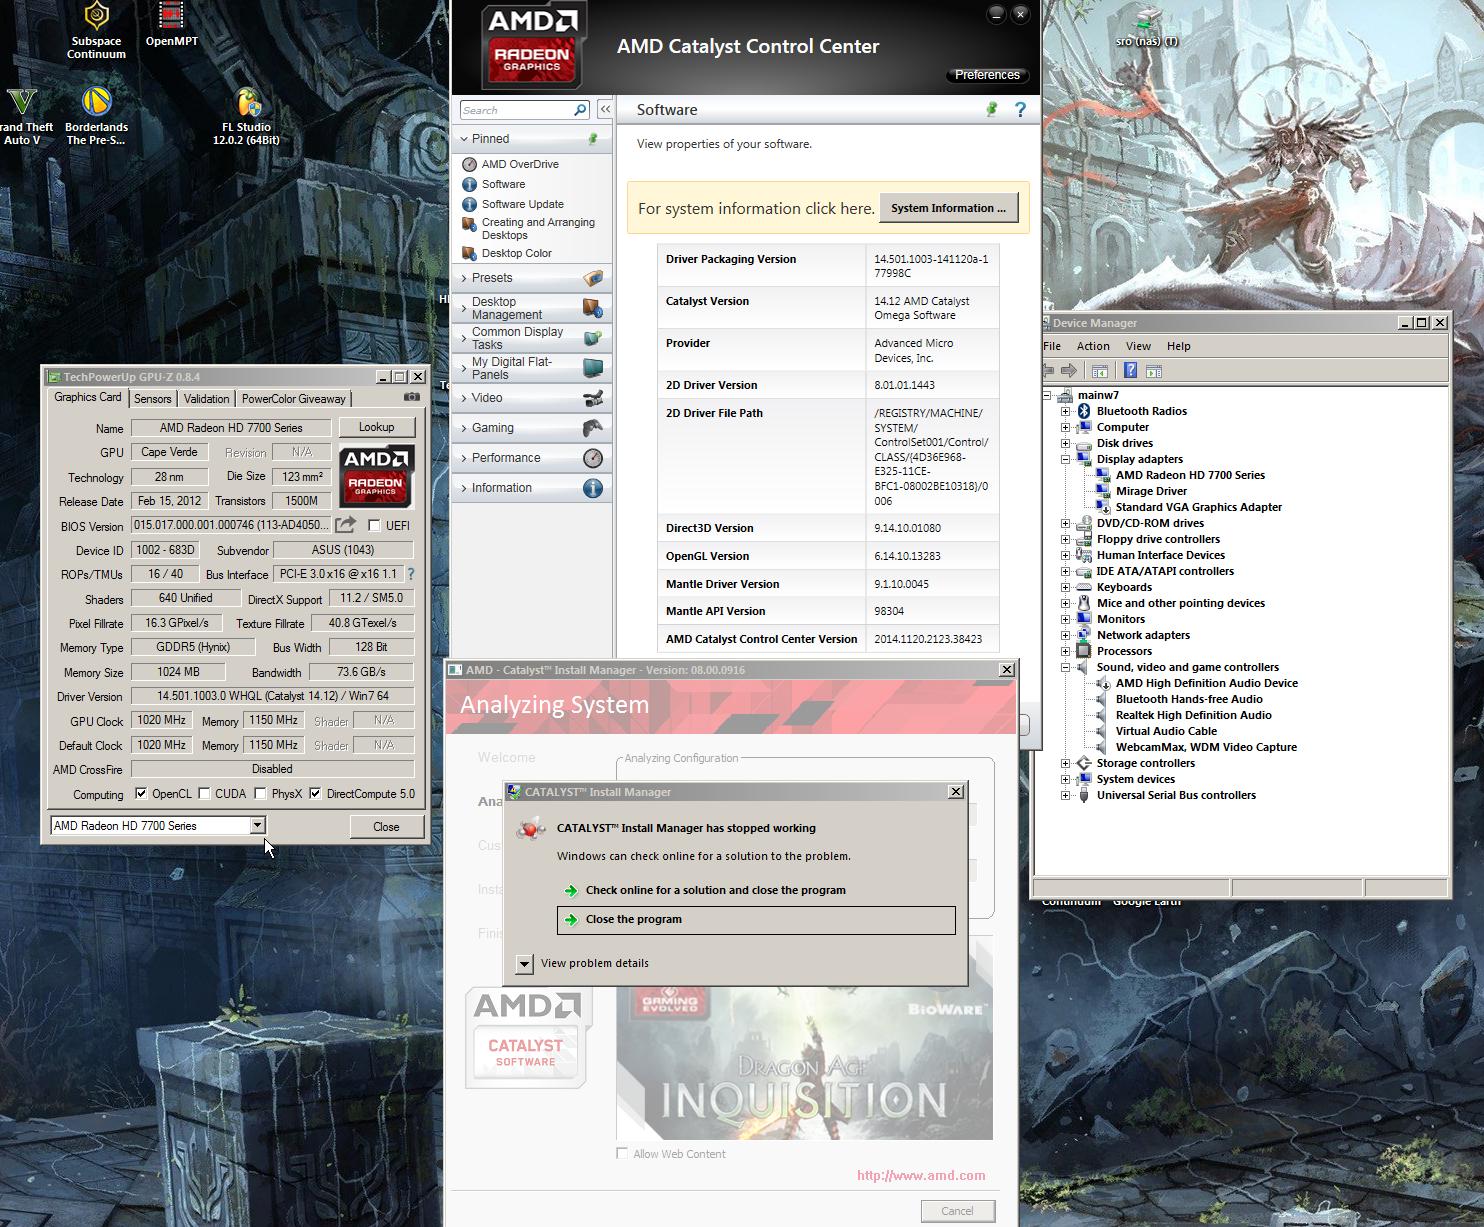 Subspace
Continuum
OpenMPT
rand Theft
Auto V
Borderlands
The Pre-S...
FL Studio
12.0.2 (64Bit)
sro (nas) (T)
AMD
RADEON
GRAPHICS
AMD Catalyst Control Center
Preferences
Search
Pinned
AMD OverDrive
Software
Software Update
Creating and Arranging
Desktops
Desktop Color
Presets
Desktop
Management
Common Display
Tasks
My Digital Flat-
Panels
Video
Gaming
Performance
Information
Software
View properties of your software.
For system information click here. System Information ...
Driver Packaging Version 14.501.1003-141120a-1
77998C
Catalyst Version 14.12 AMD Catalyst
Omega Software
Provider Advanced Micro
Devices, Inc.
2D Driver Version 8.01.01.1443
2D Driver File Path /REGISTRY/MACHINE/
SYSTEM/
ControlSet001/Control/
CLASS/{4D36E968-
E325-11CE-
BFC1-08002BE10318}/0
006
Direct3D Version 9.14.10.01080
OpenGL Version 6.14.10.13283
Mantle Driver Version 9.1.10.0045
Mantle API Version 98304
AMD Catalyst Control Center Version 2014.1120.2123.38423
TechPowerUp GPU-Z 0.8.4
Graphics Card Sensors Validation PowerColor Giveaway
Name AMD Radeon HD 7700 Series Lookup
GPU Cape Verde Revision N/A
Technology 28 nm Die Size 123 mm²
Release Date Feb 15, 2012 Transistors 1500M
BIOS Version 015.017.000.001.000746 (113-AD4050... UEFI
Device ID 1002 - 683D Subvendor ASUS (1043)
ROPs/TMUs 16 / 40 Bus Interface PCI-E 3.0 x16 @ x16 1.1 ?
Shaders 640 Unified DirectX Support 11.2 / SM5.0
Pixel Fillrate 16.3 GPixel/s Texture Fillrate 40.8 GTexel/s
Memory Type GDDR5 (Hynix) Bus Width 128 Bit
Memory Size 1024 MB Bandwidth 73.6 GB/s
Driver Version 14.501.1003.0 WHQL (Catalyst 14.12) / Win7 64
GPU Clock 1020 MHz Memory 1150 MHz Shader N/A
Default Clock 1020 MHz Memory 1150 MHz Shader N/A
AMD CrossFire Disabled
Computing OpenCL CUDA PhysX DirectCompute 5.0
AMD Radeon HD 7700 Series Close
AMD
RADEON
GRAPHICS
Device Manager
File Action View Help
mainw7
Bluetooth Radios
Computer
Disk drives
Display adapters
AMD Radeon HD 7700 Series
Mirage Driver
Standard VGA Graphics Adapter
DVD/CD-ROM drives
Floppy drive controllers
Human Interface Devices
IDE ATA/ATAPI controllers
Keyboards
Mice and other pointing devices
Monitors
Network adapters
Processors
Sound, video and game controllers
AMD High Definition Audio Device
Bluetooth Hands-free Audio
Realtek High Definition Audio
Virtual Audio Cable
WebcamMax, WDM Video Capture
Storage controllers
System devices
Universal Serial Bus controllers
Continuum Google Earth
AMD - Catalyst™ Install Manager - Version: 08.00.0916
Analyzing System
Welcome
Ana
Cus
Insta
Finis
Analyzing Configuration
CATALYST™ Install Manager
CATALYST™ Install Manager has stopped working
Windows can check online for a solution to the problem.
Check online for a solution and close the program
Close the program
View problem details
AMD
CATALYST
SOFTWARE
GAMING
EVOLVED
BIOWARE™
DRAGON AGE
INQUISITION
Allow Web Content
http://www.amd.com
Cancel